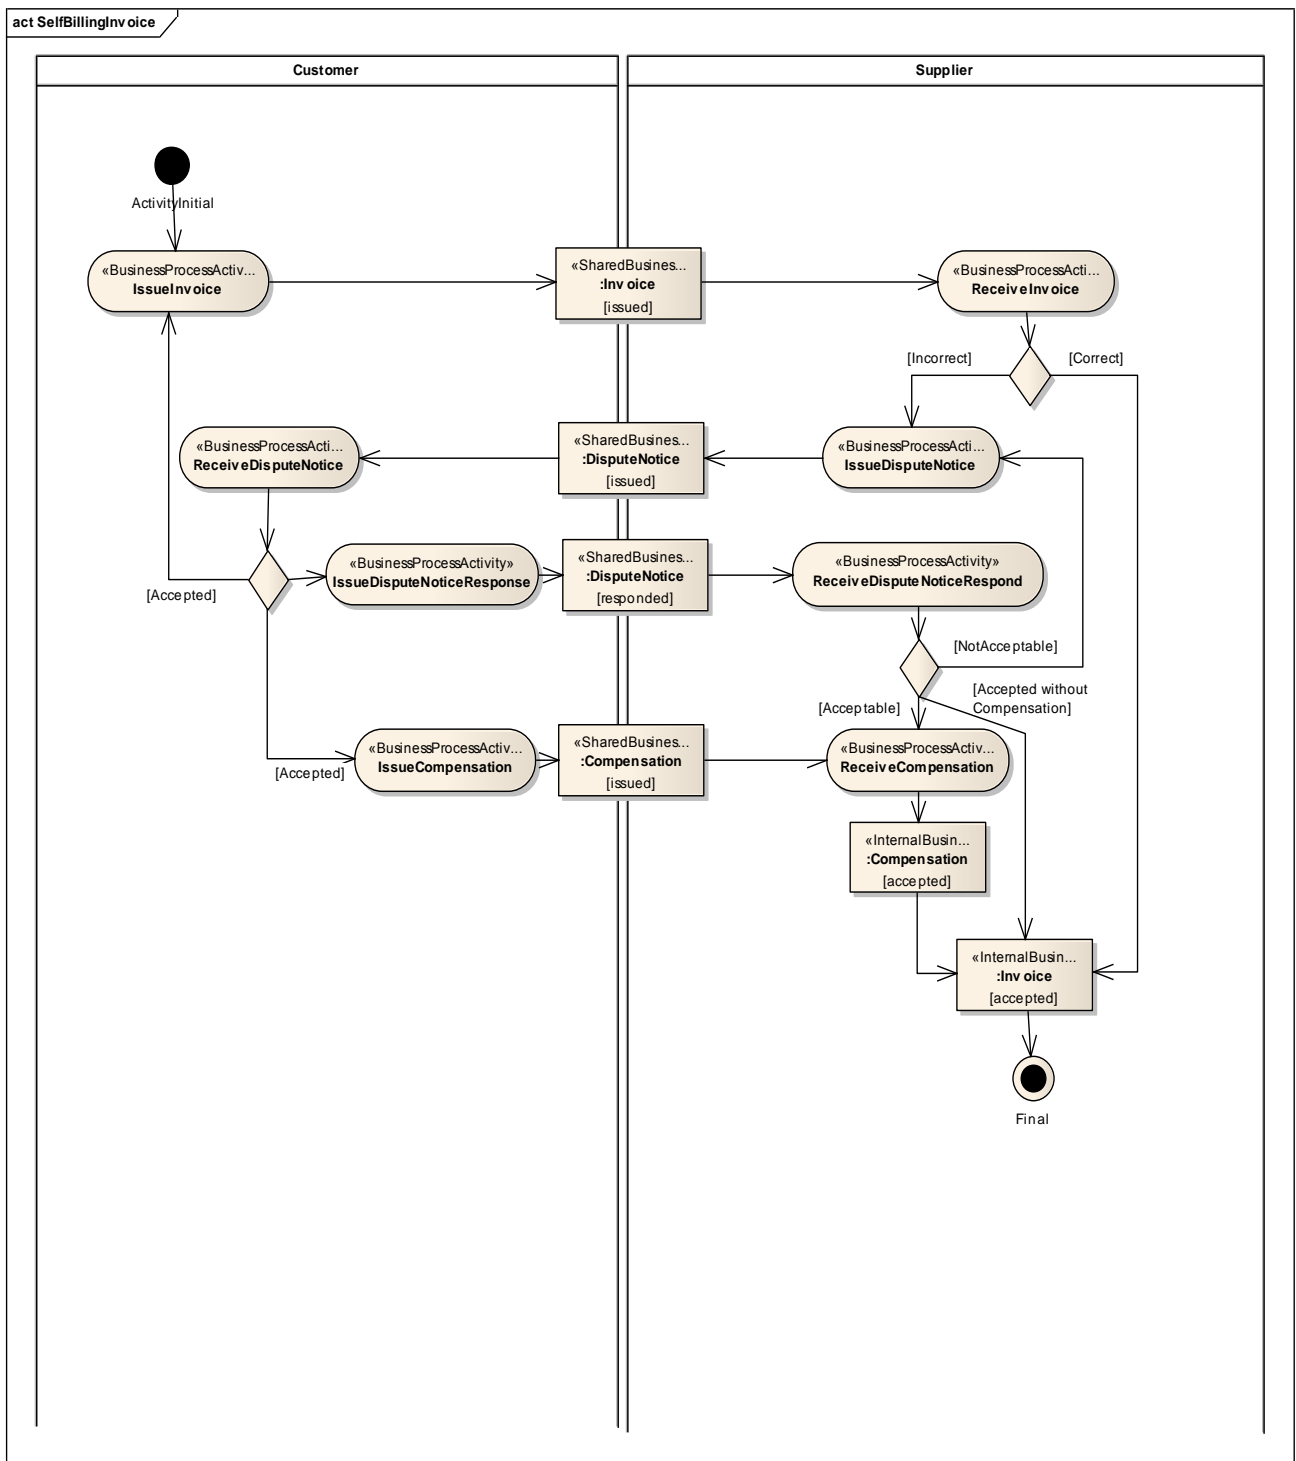 act SelfBillingInvoice
Customer
Supplier
ActivityInitial
«BusinessProcessActiv...
IssueInvoice
«SharedBusines...
:Invoice
[issued]
«BusinessProcessActi...
ReceiveInvoice
[Incorrect]
[Correct]
«BusinessProcessActi...
ReceiveDisputeNotice
«SharedBusines...
:DisputeNotice
[issued]
«BusinessProcessActi...
IssueDisputeNotice
[Accepted]
«BusinessProcessActivity»
IssueDisputeNoticeResponse
«SharedBusines...
:DisputeNotice
[responded]
«BusinessProcessActivity»
ReceiveDisputeNoticeRespond
[NotAcceptable]
[Accepted without
Compensation]
[Acceptable]
[Accepted]
«BusinessProcessActiv...
IssueCompensation
«SharedBusines...
:Compensation
[issued]
«BusinessProcessActiv...
ReceiveCompensation
«InternalBusin...
:Compensation
[accepted]
«InternalBusin...
:Invoice
[accepted]
Final